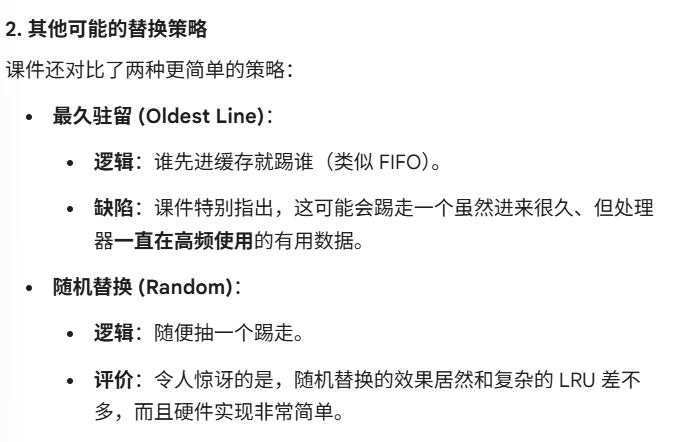 2. 其他可能的替换策略
课件还对比了两种更简单的策略：
• 最久驻留 (Oldest Line)：
• 逻辑：谁先进缓存就踢谁（类似 FIFO）。
• 缺陷：课件特别指出，这可能会踢走一个虽然进来很久、但处理
器一直在高频使用的有用数据。
• 随机替换 (Random)：
• 逻辑：随便抽一个踢走。
• 评价：令人惊讶的是，随机替换的效果居然和复杂的 LRU 差不
多，而且硬件实现非常简单。